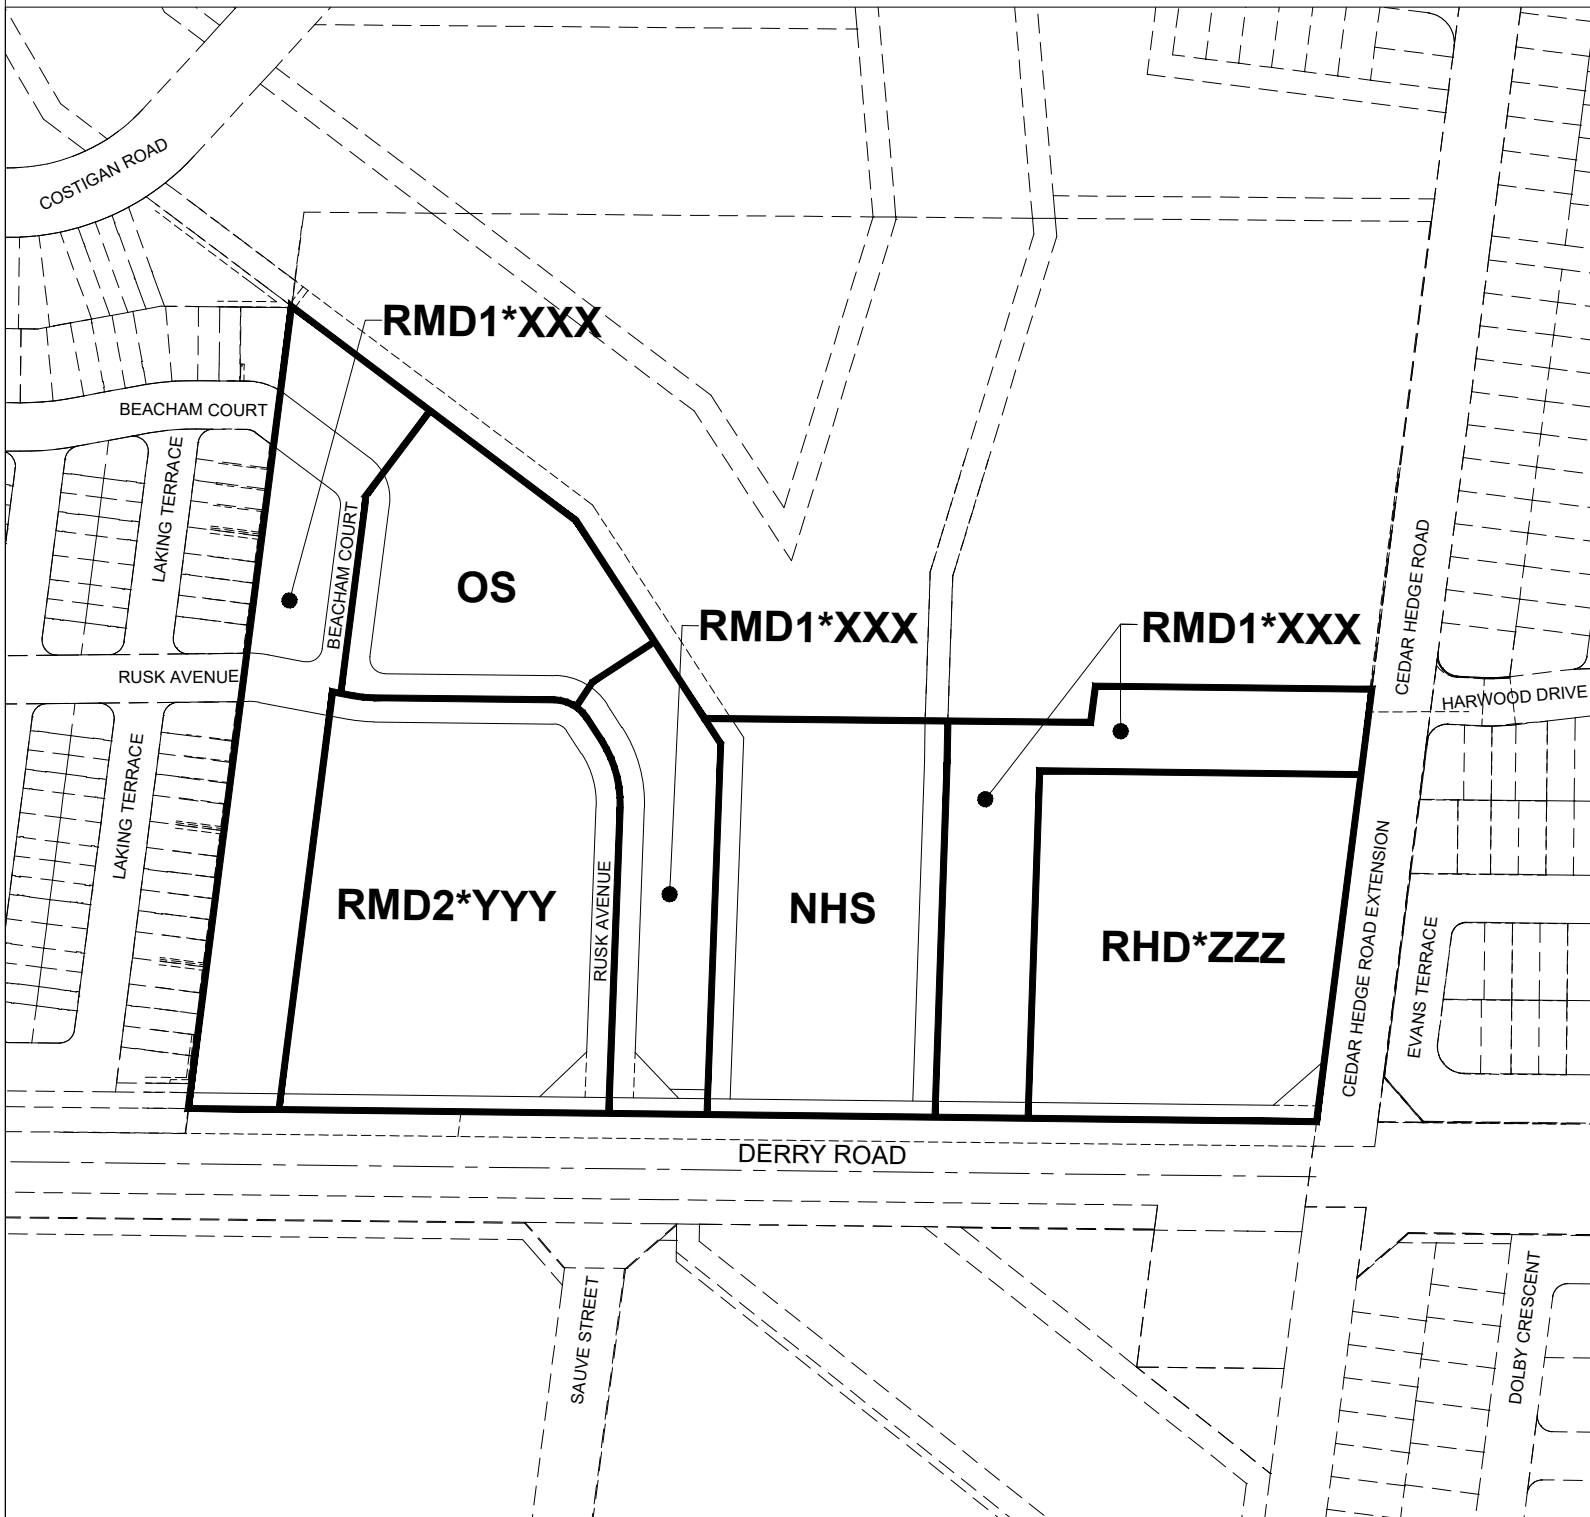 COSTIGAN ROAD
RMD1*XXX
BEACHAM COURT
LAKING TERRACE
BEACHAM COURT
OS
CEDAR HEDGE ROAD
RMD1*XXX
RMD1*XXX
RUSK AVENUE
HARWOOD DRIVE
LAKING TERRACE
RMD2*YYY
RUSK AVENUE
NHS
RHD*ZZZ
CEDAR HEDGE ROAD EXTENSION
EVANS TERRACE
DERRY ROAD
SAUVE STREET
DOLBY CRESCENT